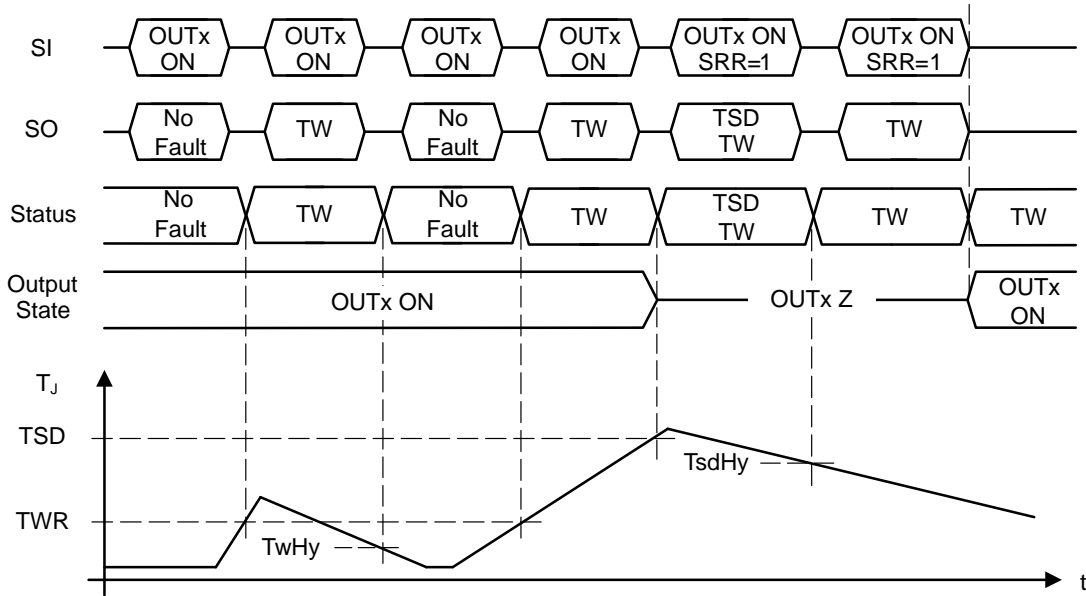 SI
OUTx ON
OUTx ON
OUTx ON
OUTx ON
OUTx ON SRR=1
OUTx ON SRR=1
SO
No Fault
TW
No Fault
TW
TSD TW
TW
Status
No Fault
TW
No Fault
TW
TSD TW
TW
TW
Output State
OUTx ON
OUTx Z
OUTx ON
TJ
TSD
TsdHy
TWR
TwHy
t